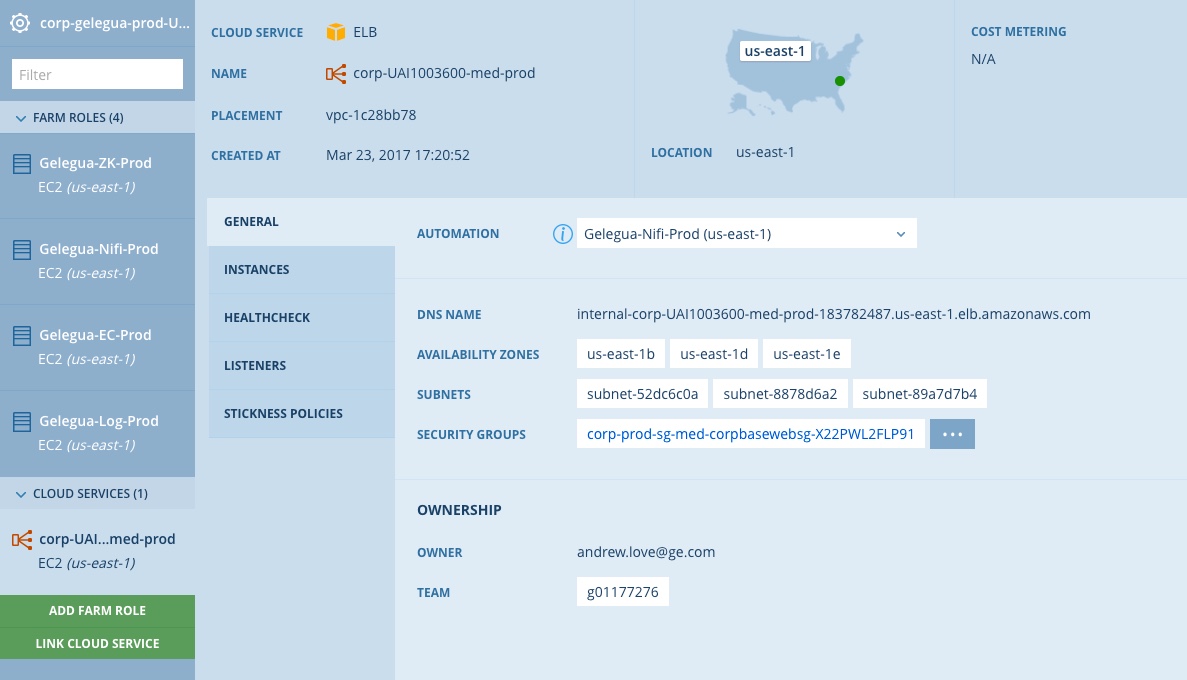 corp-gelegua-prod-U...
Filter
FARM ROLES (4)
Gelegua-ZK-Prod
EC2 (us-east-1)
Gelegua-Nifi-Prod
EC2 (us-east-1)
Gelegua-EC-Prod
EC2 (us-east-1)
Gelegua-Log-Prod
EC2 (us-east-1)
CLOUD SERVICES (1)
corp-UAI...med-prod
EC2 (us-east-1)
ADD FARM ROLE
LINK CLOUD SERVICE
CLOUD SERVICE ELB
NAME corp-UAI1003600-med-prod
PLACEMENT vpc-1c28bb78
CREATED AT Mar 23, 2017 17:20:52
us-east-1
LOCATION us-east-1
COST METERING
N/A
GENERAL
INSTANCES
HEALTHCHECK
LISTENERS
STICKNESS POLICIES
AUTOMATION i Gelegua-Nifi-Prod (us-east-1)
DNS NAME internal-corp-UAI1003600-med-prod-183782487.us-east-1.elb.amazonaws.com
AVAILABILITY ZONES us-east-1b us-east-1d us-east-1e
SUBNETS subnet-52dc6c0a subnet-8878d6a2 subnet-89a7d7b4
SECURITY GROUPS corp-prod-sg-med-corpbasewebsg-X22PWL2FLP91 ...
OWNERSHIP
OWNER andrew.love@ge.com
TEAM g01177276